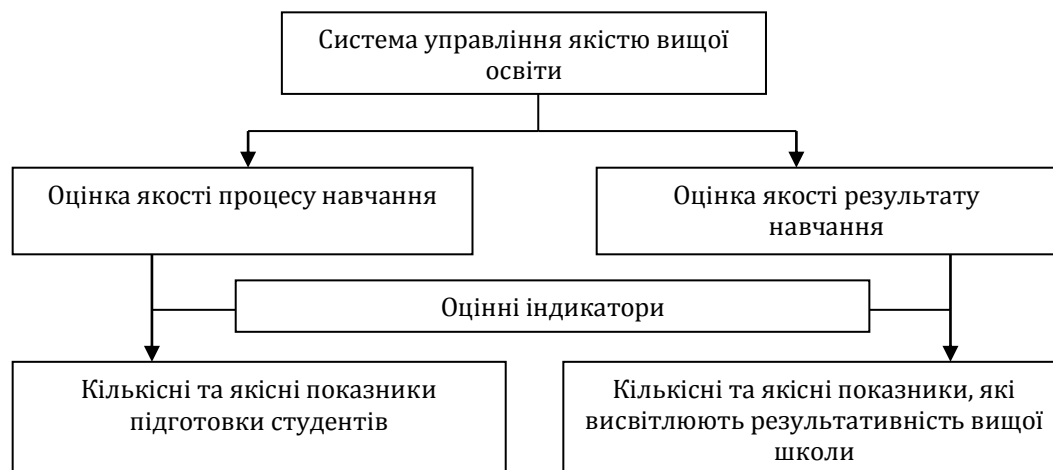 Система управління якістю вищої
освіти
Оцінка якості процесу навчання
Оцінка якості результату
навчання
Оцінні індикатори
Кількісні та якісні показники
підготовки студентів
Кількісні та якісні показники, які
висвітлюють результативність вищої
школи